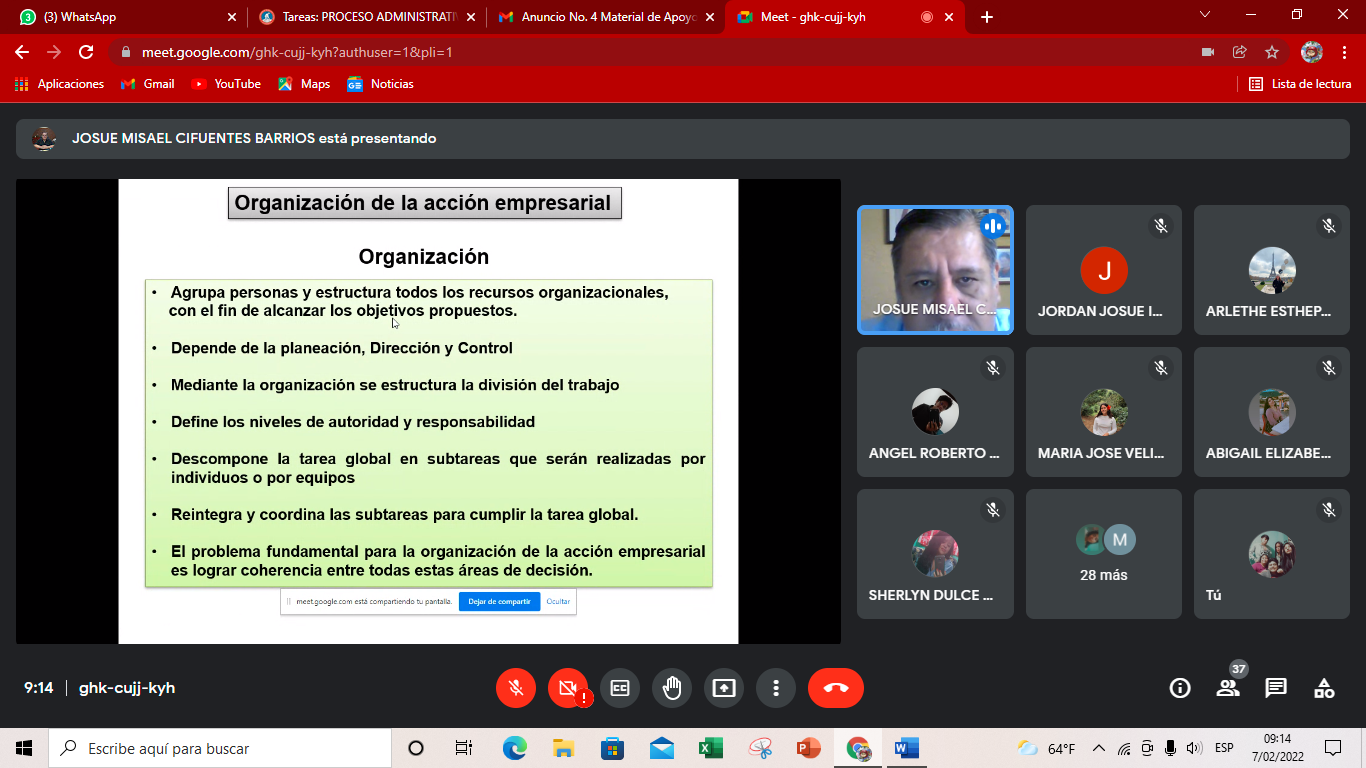 (3) WhatsApp
Tareas: PROCESO ADMINISTRATIV
Anuncio No. 4 Material de Apoyo
Meet - ghk-cujj-kyh
meet.google.com/ghk-cujj-kyh?authuser=1&pli=1
Aplicaciones
Gmail
YouTube
Maps
Noticias
Lista de lectura
JOSUE MISAEL CIFUENTES BARRIOS está presentando
Organización de la acción empresarial
Organización
• Agrupa personas y estructura todos los recursos organizacionales,
con el fin de alcanzar los objetivos propuestos.
• Depende de la planeación, Dirección y Control
• Mediante la organización se estructura la división del trabajo
• Define los niveles de autoridad y responsabilidad
• Descompone la tarea global en subtareas que serán realizadas por
individuos o por equipos
• Reintegra y coordina las subtareas para cumplir la tarea global.
• El problema fundamental para la organización de la acción empresarial
es lograr coherencia entre todas estas áreas de decisión.
meet.google.com está compartiendo tu pantalla.
Dejar de compartir
Ocultar
JOSUE MISAEL C...
J
JORDAN JOSUE I...
ARLETHE ESTHEP...
ANGEL ROBERTO ...
MARIA JOSE VELI...
ABIGAIL ELIZABE...
SHERLYN DULCE ...
M
28 más
Tú
9:14 | ghk-cujj-kyh
37
Escribe aquí para buscar
64°F
ESP
09:14
7/02/2022